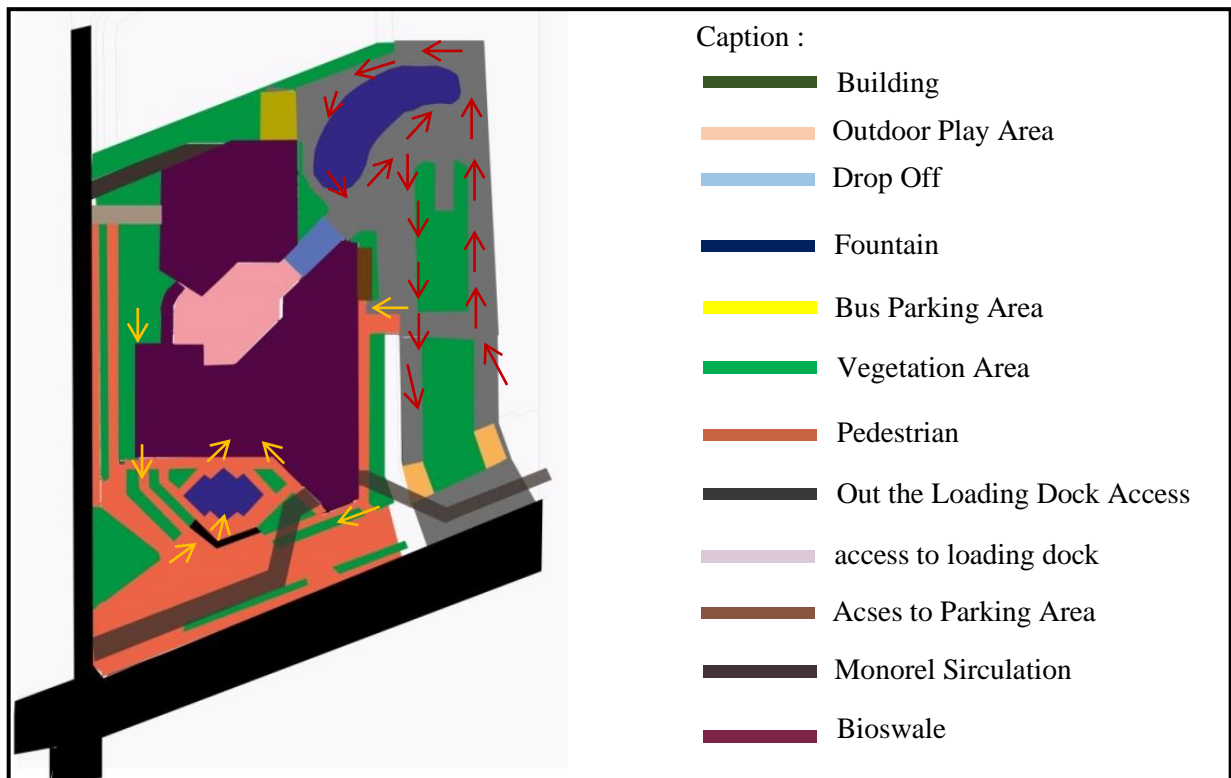 Caption :
Building
Outdoor Play Area
Drop Off
Fountain
Bus Parking Area
Vegetation Area
Pedestrian
Out the Loading Dock Access
access to loading dock
Acses to Parking Area
Monorel Sirculation
Bioswale